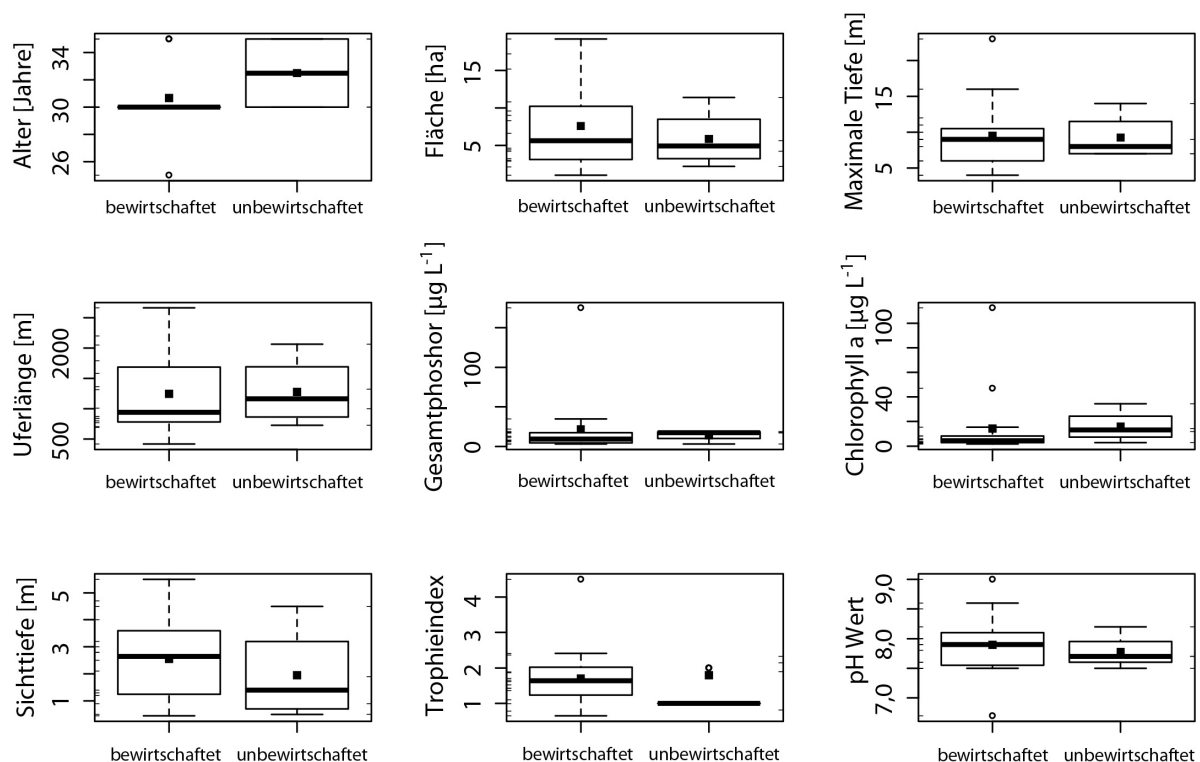 Alter [Jahre]
26
30
34
bewirtschaftet
unbewirtschaftet
Fläche [ha]
5
15
bewirtschaftet
unbewirtschaftet
Maximale Tiefe [m]
5
15
bewirtschaftet
unbewirtschaftet
Uferlänge [m]
500
2000
bewirtschaftet
unbewirtschaftet
Gesamtphoshor [µg L⁻¹]
0
100
bewirtschaftet
unbewirtschaftet
Chlorophyll a [µg L⁻¹]
0
40
100
bewirtschaftet
unbewirtschaftet
Sichttiefe [m]
1
3
5
bewirtschaftet
unbewirtschaftet
Trophieindex
1
2
3
4
bewirtschaftet
unbewirtschaftet
pH Wert
7,0
8,0
9,0
bewirtschaftet
unbewirtschaftet